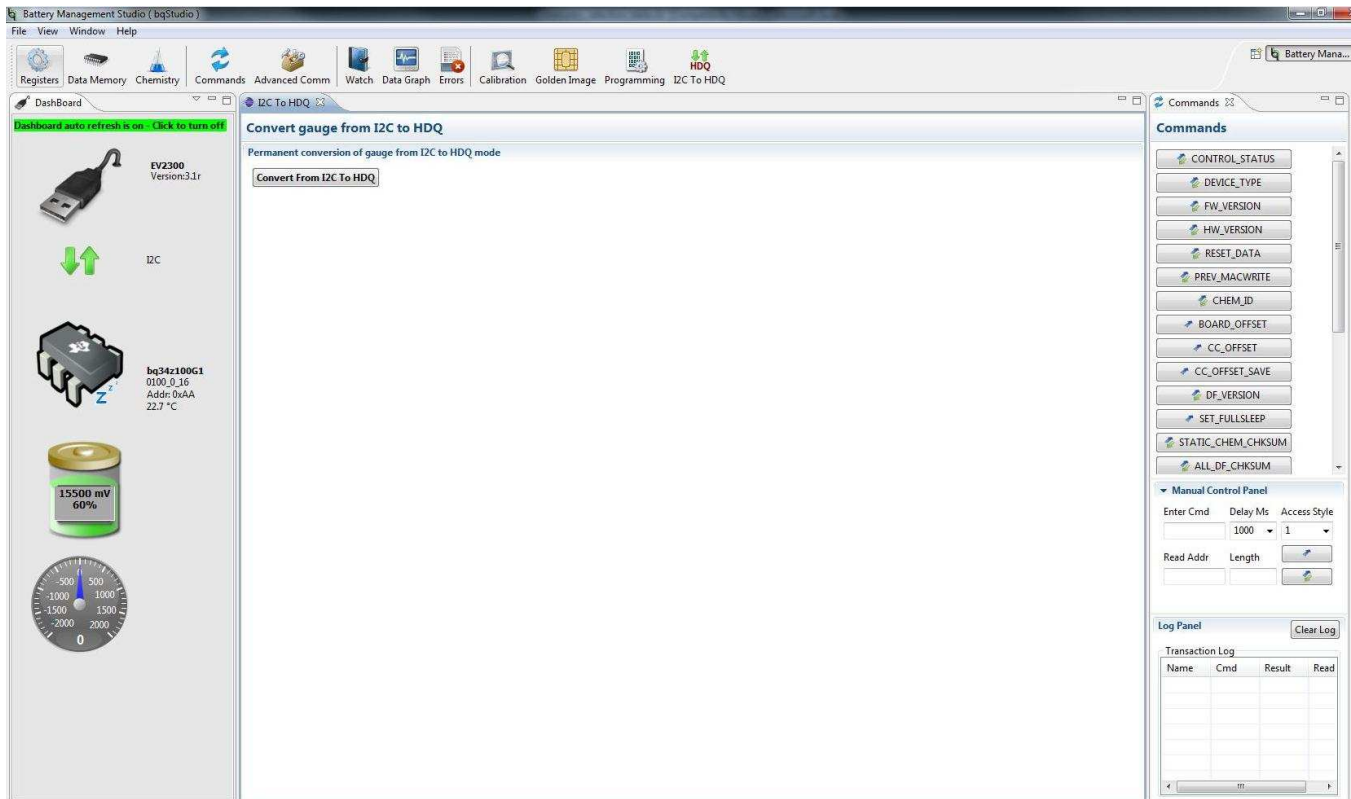 Battery Management Studio ( bqStudio )
File View Window Help
Registers Data Memory Chemistry Commands Advanced Comm Watch Data Graph Errors Calibration Golden Image Programming I2C To HDQ
HDQ
Battery Mana...
DashBoard
Dashboard auto refresh is on - Click to turn off
EV2300
Version:3.1r
I2C
bq34z100G1
0100_0_16
Addr: 0xAA
22.7 °C
z z z
15500 mV
60%
0
-500 500
-1000 1000
-1500 1500
-2000 2000
0
I2C To HDQ
Convert gauge from I2C to HDQ
Permanent conversion of gauge from I2C to HDQ mode
Convert From I2C To HDQ
Commands
Commands
CONTROL_STATUS
DEVICE_TYPE
FW_VERSION
HW_VERSION
RESET_DATA
PREV_MACWRITE
CHEM_ID
BOARD_OFFSET
CC_OFFSET
CC_OFFSET_SAVE
DF_VERSION
SET_FULLSLEEP
STATIC_CHEM_CHKSUM
ALL_DF_CHKSUM
Manual Control Panel
Enter Cmd Delay Ms Access Style
1000 1
Read Addr Length
Log Panel
Clear Log
Transaction Log
Name Cmd Result Read